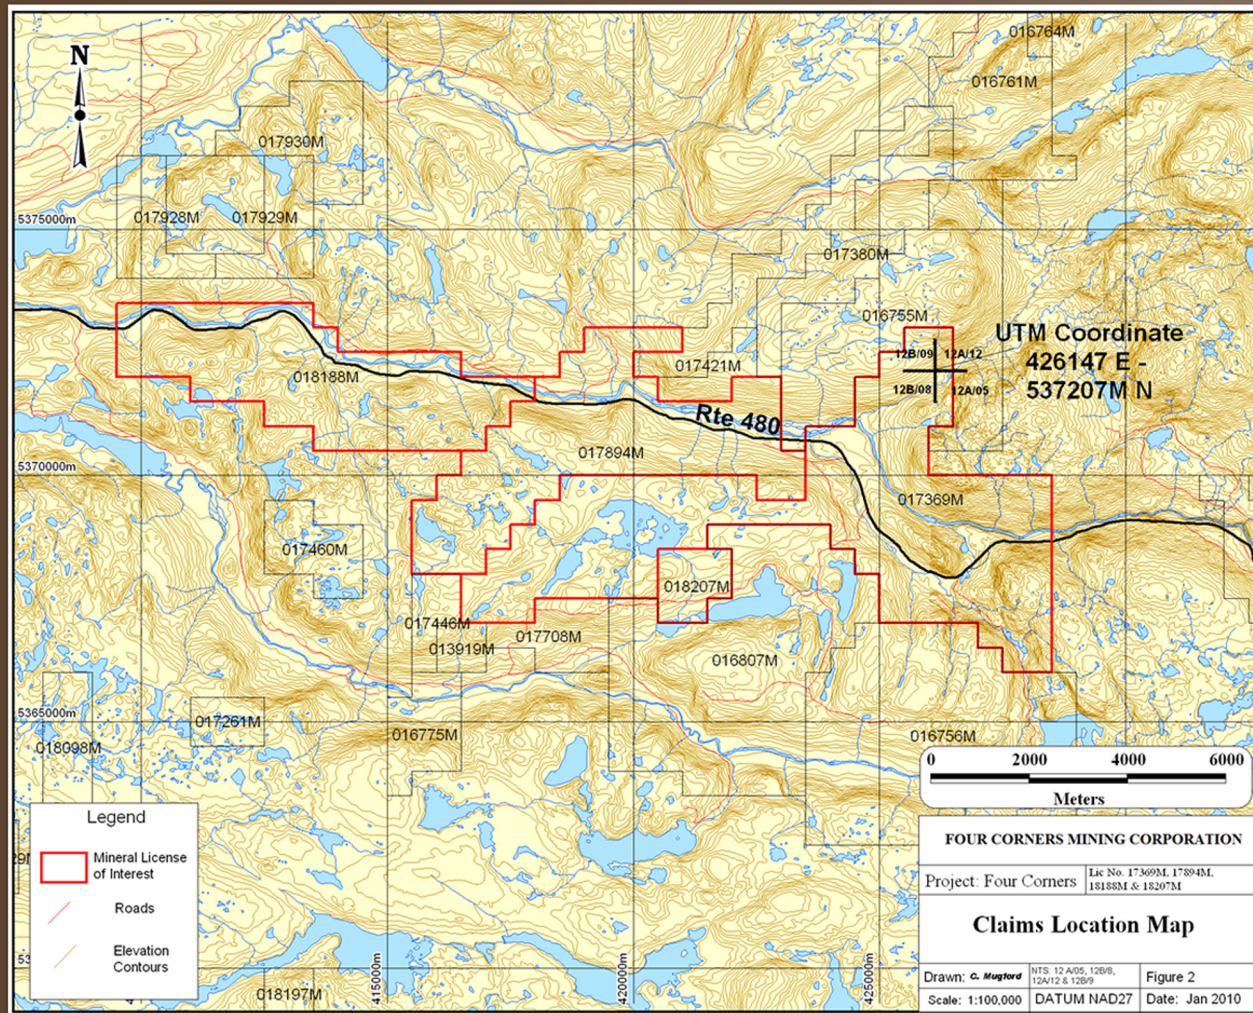 N
016764M
016761M
017930M
017928M
017929M
5375000m
017380M
016755M
UTM Coordinate
426147 E -
537207M N
12B/09
12A/12
12B/08
12A/05
017421M
018188M
Rte 480
017894M
5370000m
017369M
017460M
018207M
017446M
013919M
017708M
016807M
5365000m
017261M
018098M
016775M
016756M
0
2000
4000
6000
Meters
Legend
Mineral License
of Interest
Roads
Elevation
Contours
018197M
415000m
420000m
425000m
FOUR CORNERS MINING CORPORATION
Project: Four Corners
Lic No. 17369M, 17894M,
18188M & 18207M
Claims Location Map
Drawn: C. Mugford
NTS: 12 A/05, 12B/8,
12A/12 & 12B/9
Figure 2
Scale: 1:100,000
DATUM NAD27
Date: Jan 2010